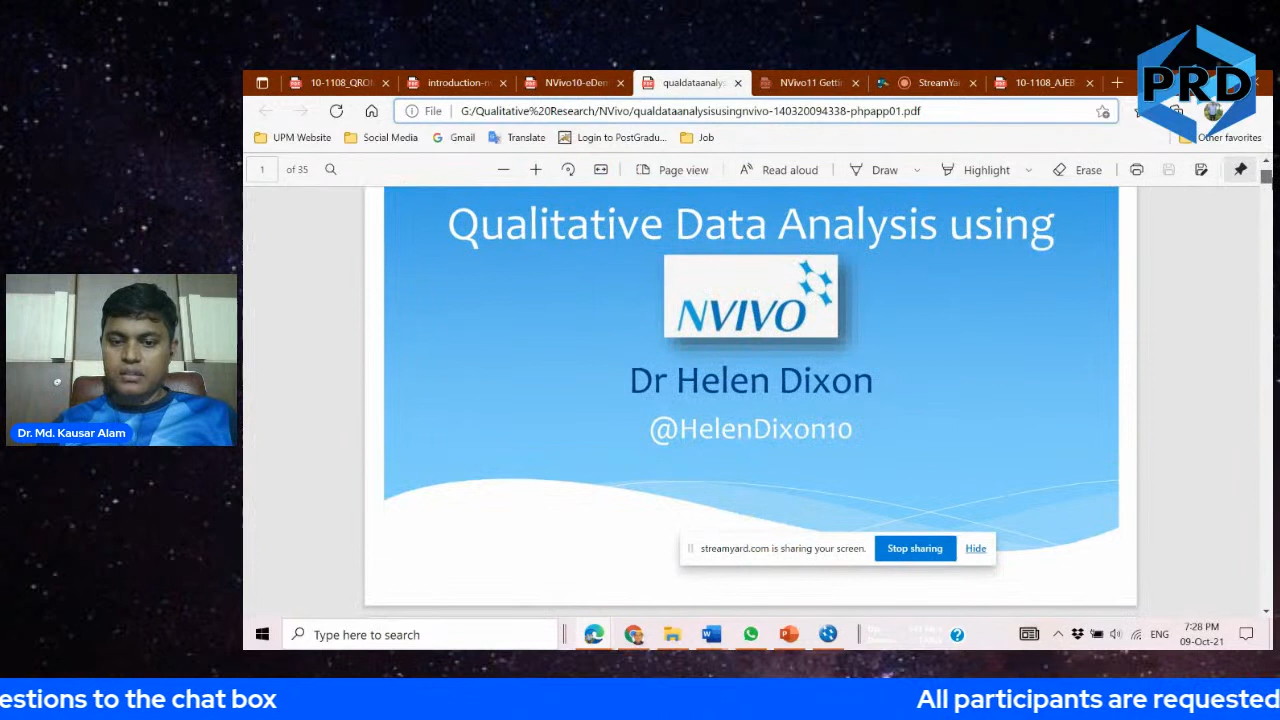 PRD
10-1108_QRO
introduction-n
NVivo10-eDem
qualdataanalys
NVivo11 Getti
StreamYar
10-1108_AJEB
File
G:/Qualitative%20Research/NVivo/qualdataanalysisusingnvivo-140320094338-phpapp01.pdf
UPM Website
Social Media
Gmail
Translate
Login to PostGradu...
Job
Other favorites
1 of 35
Page view
Read aloud
Draw
Highlight
Erase
Qualitative Data Analysis using
NVIVO
Dr Helen Dixon
@HelenDixon10
Dr. Md. Kausar Alam
streamyard.com is sharing your screen.
Stop sharing
Hide
Type here to search
ENG
7:28 PM
09-Oct-21
estions to the chat box
All participants are requested